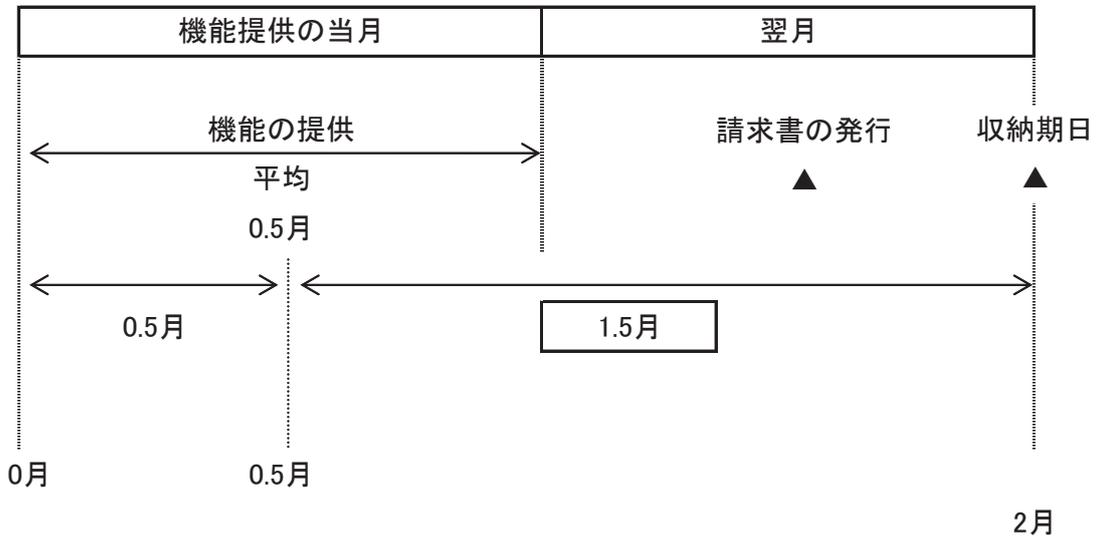 機能提供の当月 翌月
機能の提供 請求書の発行 収納期日
平均 ▲ ▲
0.5月
0.5月 1.5月
0月 0.5月
2月